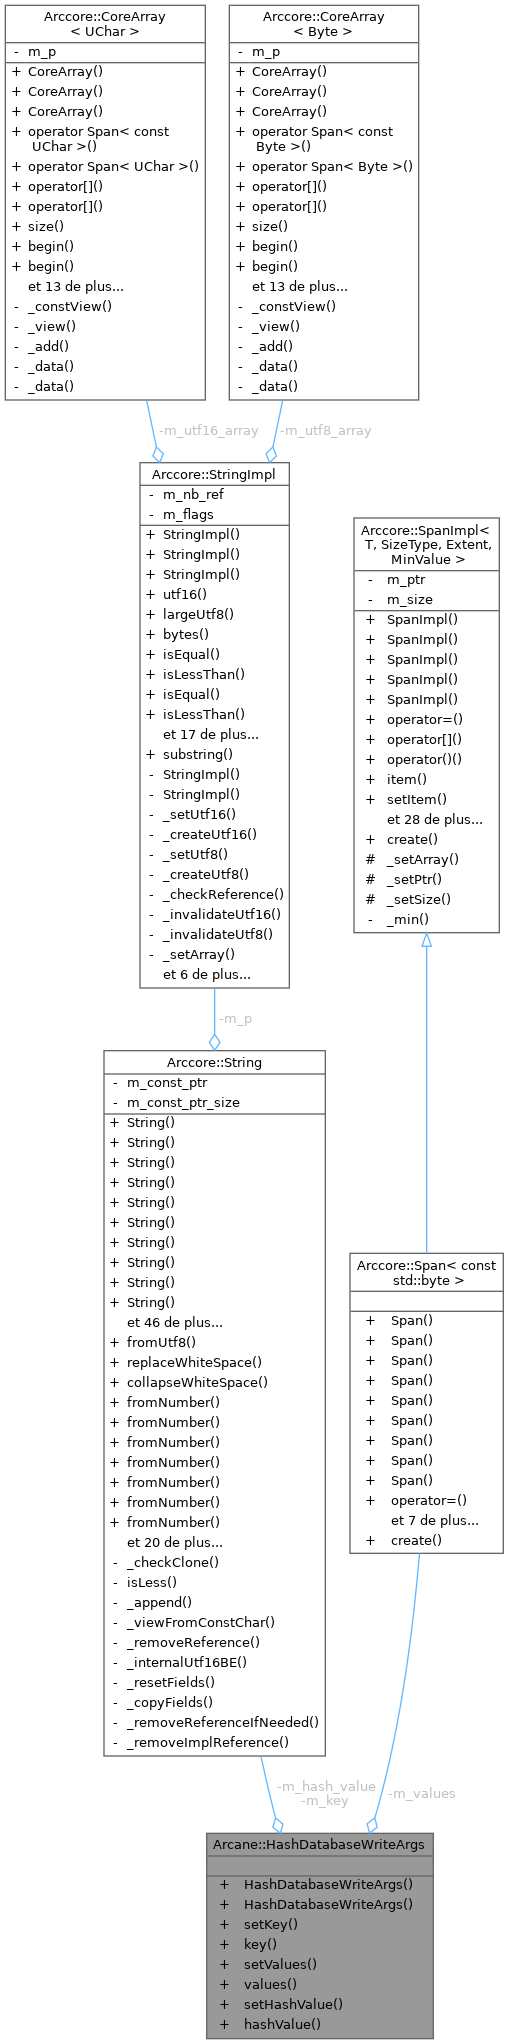 Arccore::CoreArray
< UChar >
- m_p
+ CoreArray()
+ CoreArray()
+ CoreArray()
+ operator Span< const
UChar >()
+ operator Span< UChar >()
+ operator[]()
+ operator[]()
+ size()
+ begin()
+ begin()
et 13 de plus...
- _constView()
- _view()
- _add()
- _data()
- _data()
Arccore::CoreArray
< Byte >
- m_p
+ CoreArray()
+ CoreArray()
+ CoreArray()
+ operator Span< const
Byte >()
+ operator Span< Byte >()
+ operator[]()
+ operator[]()
+ size()
+ begin()
+ begin()
et 13 de plus...
- _constView()
- _view()
- _add()
- _data()
- _data()
-m_utf16_array
-m_utf8_array
Arccore::StringImpl
- m_nb_ref
- m_flags
+ StringImpl()
+ StringImpl()
+ StringImpl()
+ utf16()
+ largeUtf8()
+ bytes()
+ isEqual()
+ isLessThan()
+ isEqual()
+ isLessThan()
et 17 de plus...
+ substring()
- StringImpl()
- StringImpl()
- _setUtf16()
- _createUtf16()
- _setUtf8()
- _createUtf8()
- _checkReference()
- _invalidateUtf16()
- _invalidateUtf8()
- _setArray()
et 6 de plus...
Arccore::SpanImpl<
T, SizeType, Extent,
MinValue >
- m_ptr
- m_size
+ SpanImpl()
+ SpanImpl()
+ SpanImpl()
+ SpanImpl()
+ SpanImpl()
+ operator=()
+ operator[]()
+ operator()()
+ item()
+ setItem()
et 28 de plus...
+ create()
# _setArray()
# _setPtr()
# _setSize()
- _min()
-m_p
Arccore::String
- m_const_ptr
- m_const_ptr_size
+ String()
+ String()
+ String()
+ String()
+ String()
+ String()
+ String()
+ String()
+ String()
+ String()
et 46 de plus...
+ fromUtf8()
+ replaceWhiteSpace()
+ collapseWhiteSpace()
+ fromNumber()
+ fromNumber()
+ fromNumber()
+ fromNumber()
+ fromNumber()
+ fromNumber()
+ fromNumber()
et 20 de plus...
- _checkClone()
- isLess()
- _append()
- _viewFromConstChar()
- _removeReference()
- _internalUtf16BE()
- _resetFields()
- _copyFields()
- _removeReferenceIfNeeded()
- _removeImplReference()
Arccore::Span< const
std::byte >
+ Span()
+ Span()
+ Span()
+ Span()
+ Span()
+ Span()
+ Span()
+ Span()
+ Span()
+ operator=()
et 7 de plus...
+ create()
-m_hash_value
-m_key
-m_values
Arcane::HashDatabaseWriteArgs
+ HashDatabaseWriteArgs()
+ HashDatabaseWriteArgs()
+ setKey()
+ key()
+ setValues()
+ values()
+ setHashValue()
+ hashValue()